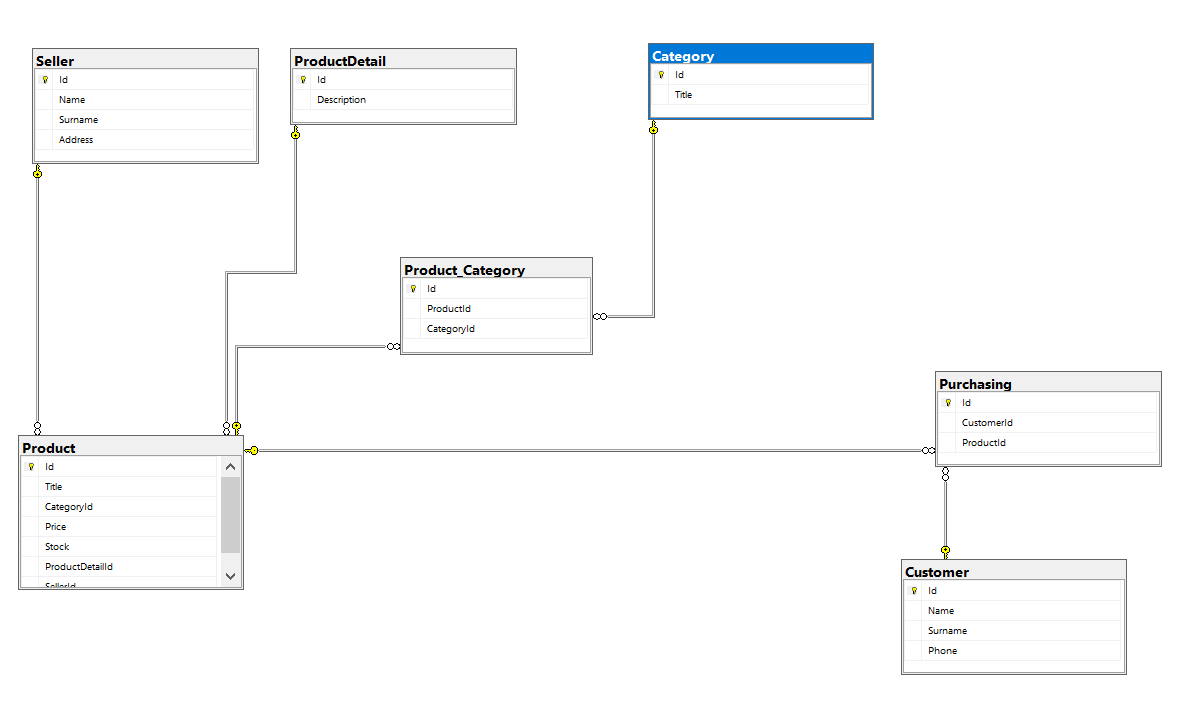 Seller
Id
Name
Surname
Address
ProductDetail
Id
Description
Category
Id
Title
Product_Category
Id
ProductId
CategoryId
Product
Id
Title
CategoryId
Price
Stock
ProductDetailId
SellerId
Purchasing
Id
CustomerId
ProductId
Customer
Id
Name
Surname
Phone